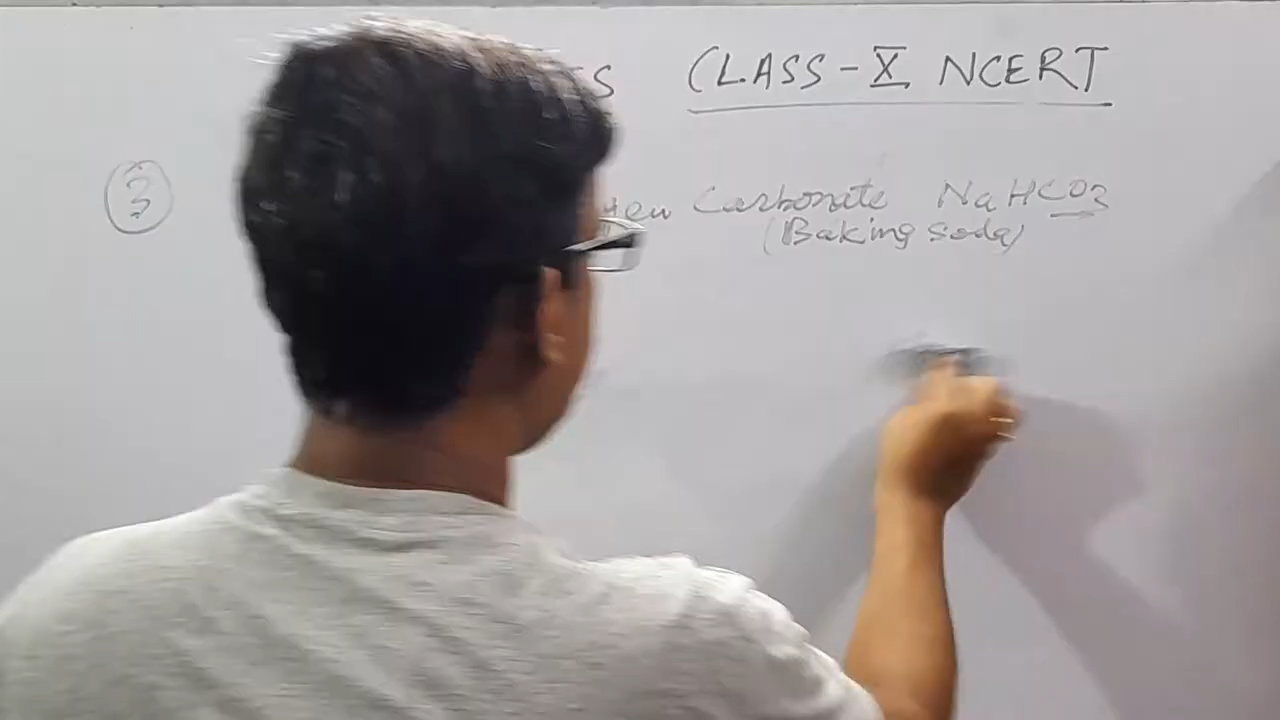 CLASS-X NCERT
③ Carbonate NaHCO3
(Baking soda)